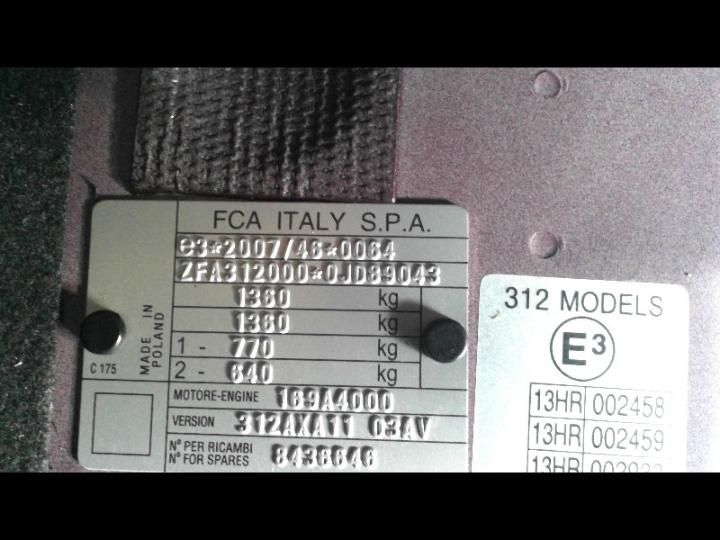 FCA ITALY S.P.A.
e3*2007/46*0064
ZFA312000*0JD89043
1360 kg
1360 kg
1 - 770 kg
2 - 640 kg
C 175
MADE IN
POLAND
MOTORE-ENGINE 169A4000
VERSION 312AXA11 03AV
N° PER RICAMBI
N° FOR SPARES 8436646
312 MODELS
E3
13HR 002458
13HR 002459
13HR